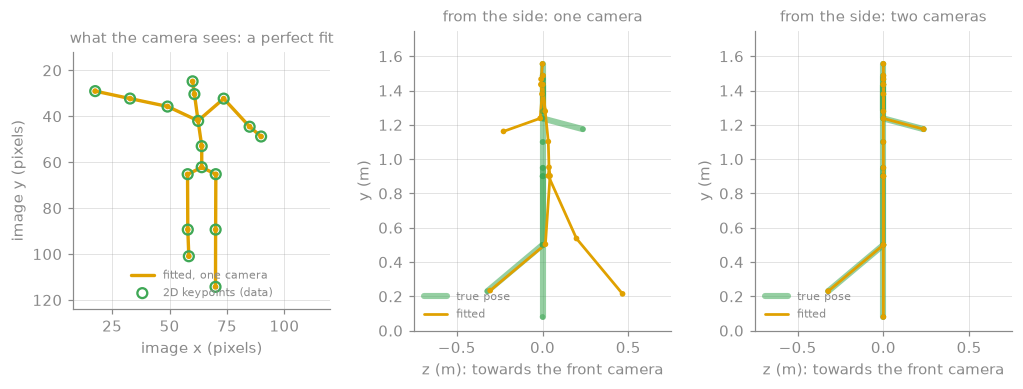 what the camera sees: a perfect fit
20
40
60
80
100
120
25
50
75
100
image y (pixels)
image x (pixels)
fitted, one camera
2D keypoints (data)
from the side: one camera
1.6
1.4
1.2
1.0
0.8
0.6
0.4
0.2
0.0
−0.5
0.0
0.5
y (m)
z (m): towards the front camera
true pose
fitted
from the side: two cameras
1.6
1.4
1.2
1.0
0.8
0.6
0.4
0.2
0.0
−0.5
0.0
0.5
y (m)
z (m): towards the front camera
true pose
fitted